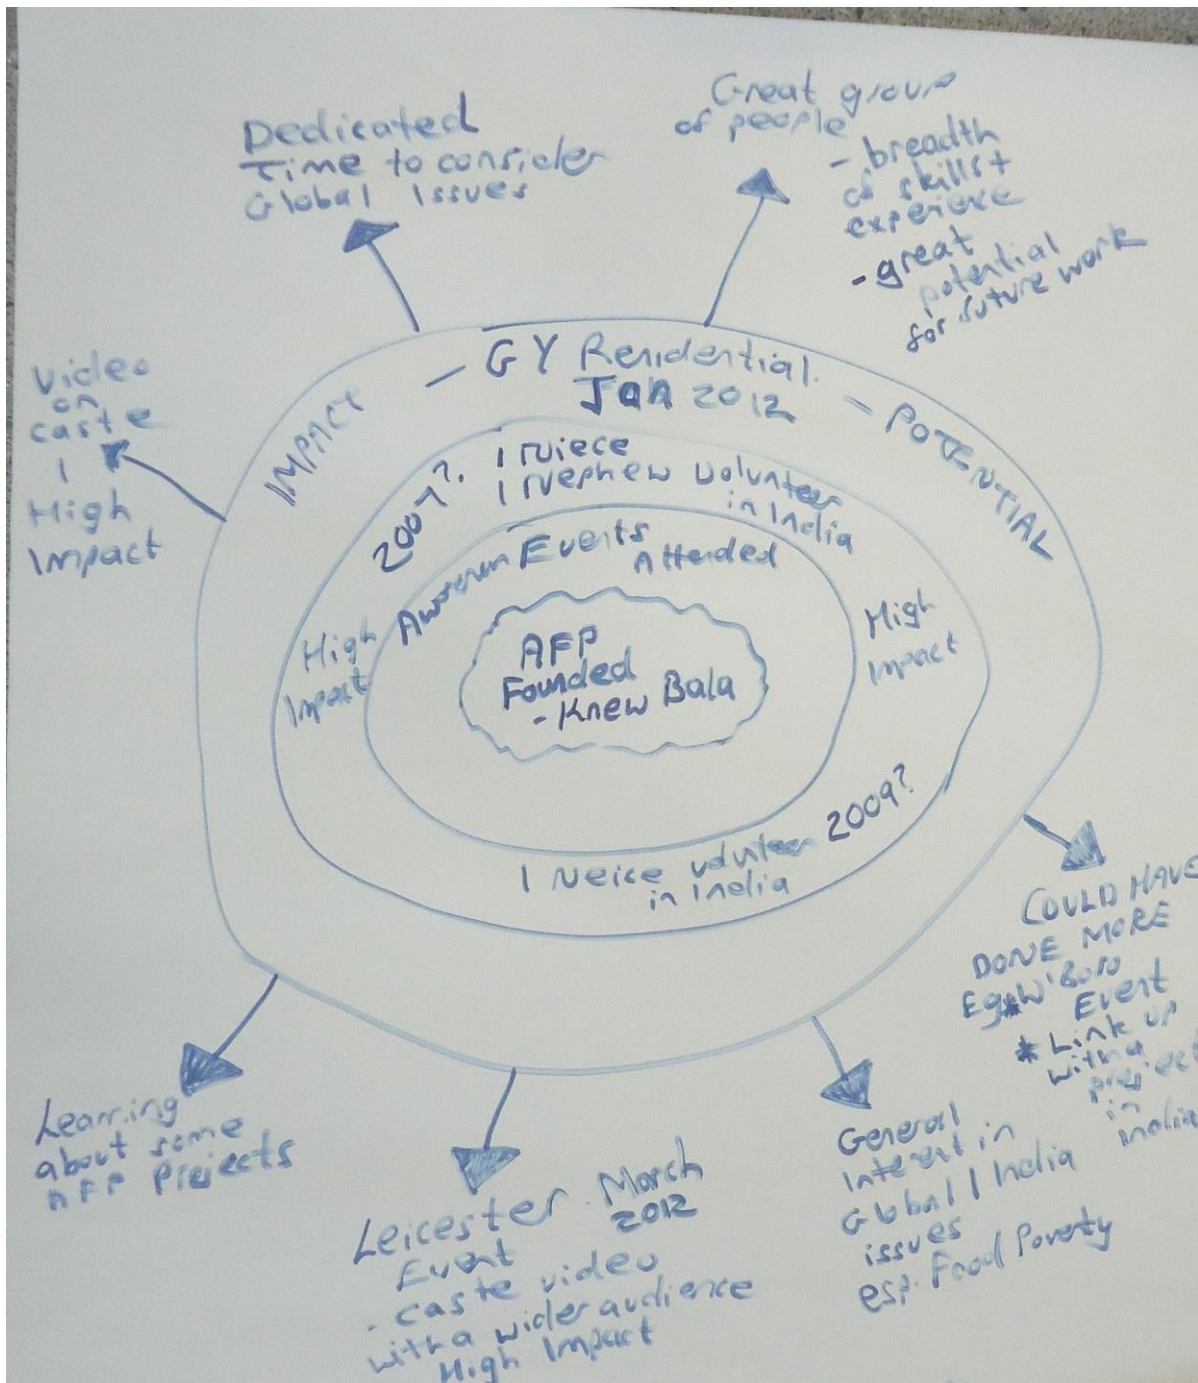 Dedicated
Time to consider
Global Issues
Great group
of people
- breadth
of skills +
experience
- great
potential
for future work
Video
on
caste
|
High
Impact
IMPACT
- GY Residential
Jan 2012
- POTENTIAL
2007?
1 Niece
1 Nephew volunteer
in India
Awareness Events
Attended
High
Impact
AFP
Founded
- Knew Bala
High
Impact
2009?
1 Neice volunteer
in India
COULD HAVE
DONE MORE
Event
* Link up
with a
project
in
India
General
Interest in
Global / India
issues
esp. Food Poverty
Leicester March
2012
Event
- caste video
with a wider audience
High Impact
Learning
about some
AFP Projects